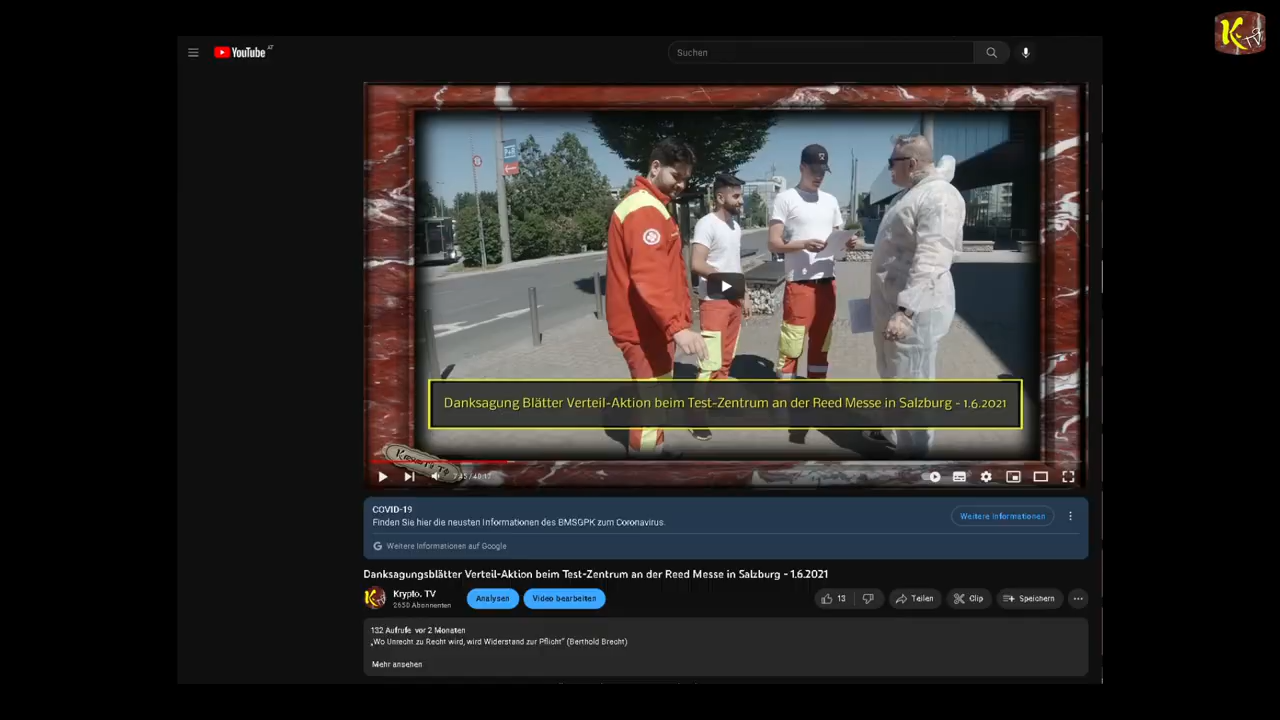 K TV
YouTube AT
Suchen
P+R
Danksagung Blätter Verteil-Aktion beim Test-Zentrum an der Reed Messe in Salzburg - 1.6.2021
COVID-19
Finden Sie hier die neusten Informationen des BMSGPK zum Coronavirus.
Weitere Informationen
Weitere Informationen auf Google
Danksagungsblätter Verteil-Aktion beim Test-Zentrum an der Reed Messe in Salzburg - 1.6.2021
Krypto. TV
2650 Abonnenten
Analysen
Video bearbeiten
13
Teilen
Clip
Speichern
132 Aufrufe vor 2 Monaten
„Wo Unrecht zu Recht wird, wird Widerstand zur Pflicht" (Berthold Brecht)
Mehr ansehen